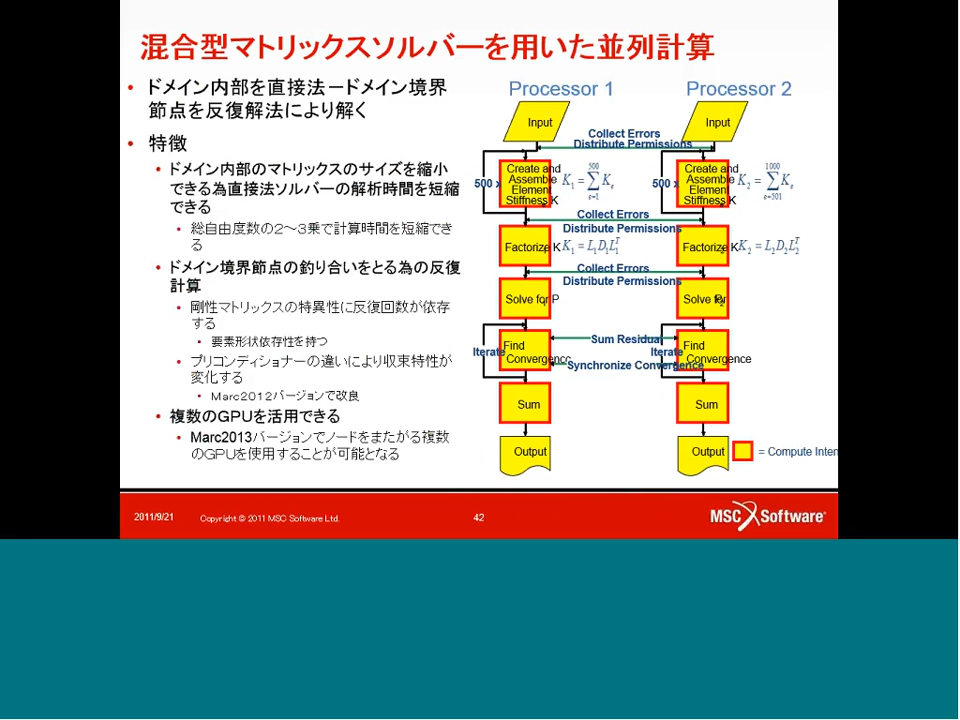 混合型マトリックスソルバーを用いた並列計算
• ドメイン内部を直接法－ドメイン境界
節点を反復解法により解く
• 特徴
• ドメイン内部のマトリックスのサイズを縮小
できる為直接法ソルバーの解析時間を短縮
できる
• 総自由度数の２～３乗で計算時間を短縮でき
る
• ドメイン境界節点の釣り合いをとる為の反復
計算
• 剛性マトリックスの特異性に反復回数が依存
する
• 要素形状依存性を持つ
• プリコンディショナーの違いにより収束特性が
変化する
• Ｍａｒｃ２０１２バージョンで改良
• 複数のＧＰＵを活用できる
• Marc2013バージョンでノードをまたがる複数
のＧＰＵを使用することが可能となる
Processor 1
Processor 2
Input
Input
Collect Errors
Distribute Permissions
500 x
Create and
Assemble
Element
Stiffness K
K₁ = ∑ₑ₌₁⁵⁰⁰ Kₑ
500 x
Create and
Assemble
Element
Stiffness K
K₂ = ∑ₑ₌₅₀₁¹⁰⁰⁰ Kₑ
Collect Errors
Distribute Permissions
Factorize K₁
K₁ = L₁D₁L₁ᵀ
Factorize K₂
K₂ = L₂D₂L₂ᵀ
Collect Errors
Distribute Permissions
Solve for P₁
Solve for P₂
Iterate
Find
Convergence
Sum Residual
Synchronize Convergence
Iterate
Find
Convergence
Sum
Sum
Output
Output
= Compute Inten
2011/9/21
Copyright © 2011 MSC Software Ltd.
42
MSC Software